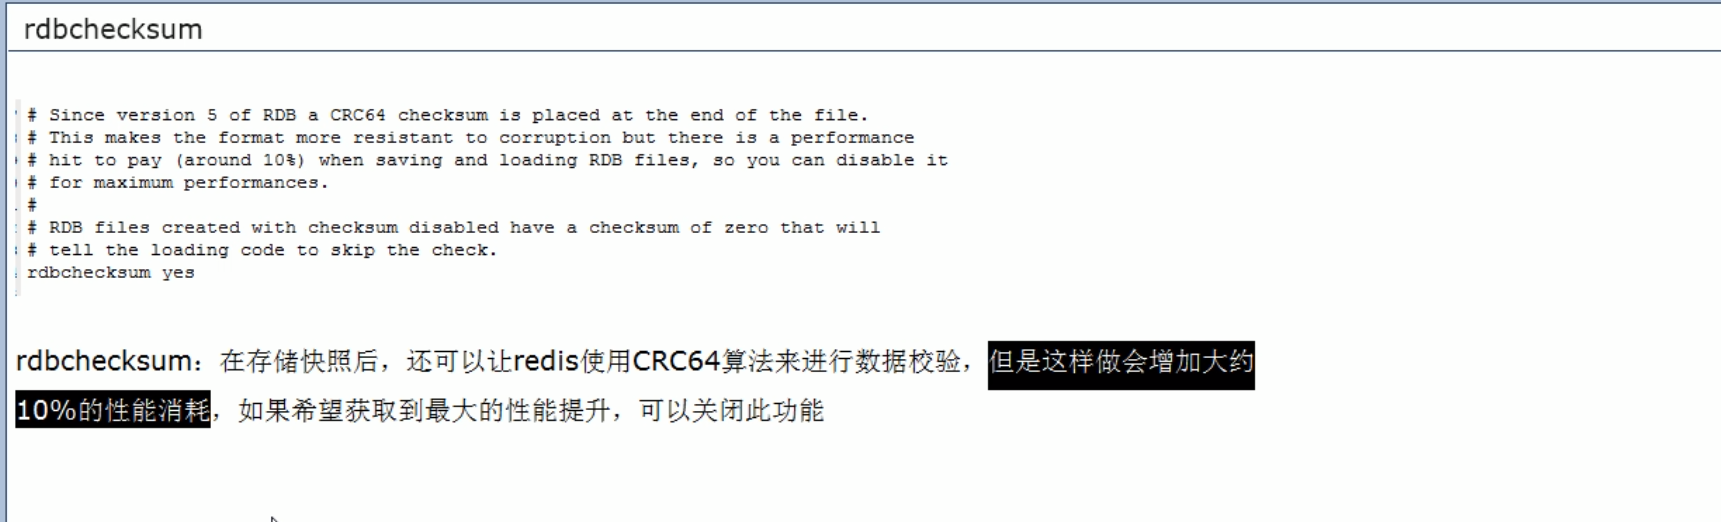 rdbchecksum
# Since version 5 of RDB a CRC64 checksum is placed at the end of the file.
# This makes the format more resistant to corruption but there is a performance
# hit to pay (around 10%) when saving and loading RDB files, so you can disable it
# for maximum performances.
#
# RDB files created with checksum disabled have a checksum of zero that will
# tell the loading code to skip the check.
rdbchecksum yes
rdbchecksum：在存储快照后，还可以让redis使用CRC64算法来进行数据校验，但是这样做会增加大约
10%的性能消耗，如果希望获取到最大的性能提升，可以关闭此功能